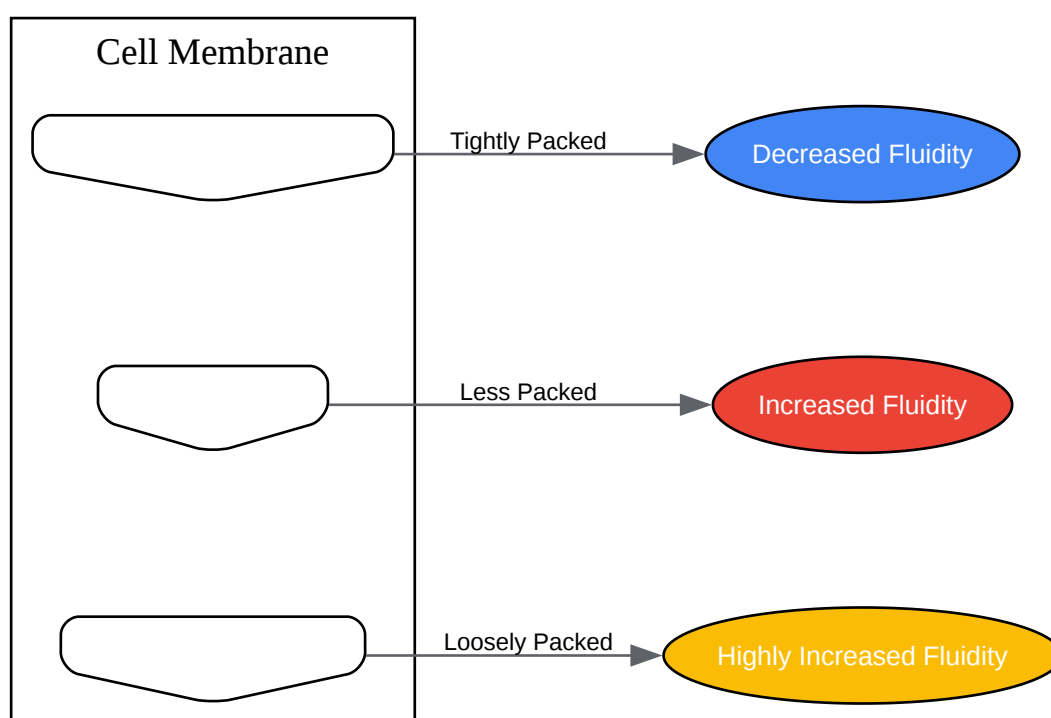 Cell Membrane
Tightly Packed
Decreased Fluidity
Less Packed
Increased Fluidity
Loosely Packed
Highly Increased Fluidity